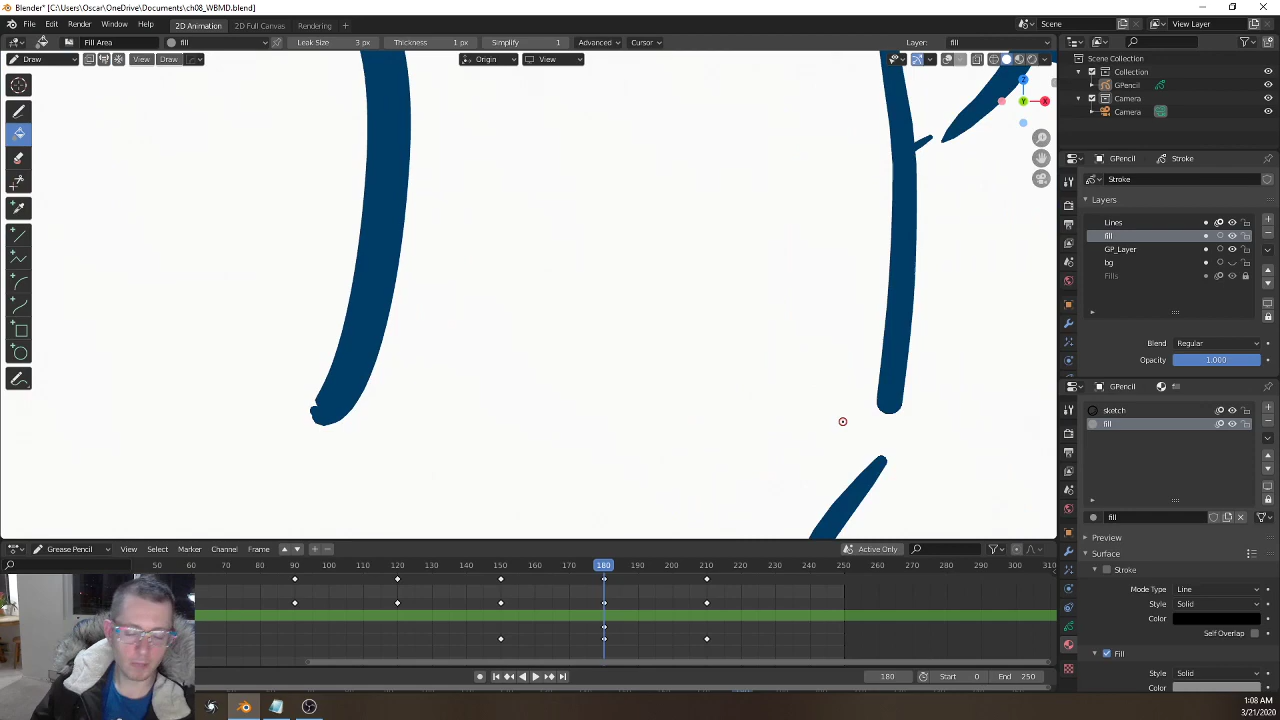 Blender* [C:\Users\Oscar\OneDrive\Documents\ch08_WBMD.blend]
File Edit Render Window Help 2D Animation 2D Full Canvas Rendering + Scene View Layer
Fill Area fill Leak Size 3 px Thickness 1 px Simplify 1 Advanced Cursor Layer: fill
Draw View Draw Origin View
Scene Collection
Collection
GPencil
Camera
Camera
GPencil Stroke
Stroke
Layers
Lines
fill
GP_Layer
bg
Fills
Blend Regular
Opacity 1.000
GPencil
sketch
fill
fill
Preview
Surface
Stroke
Mode Type Line
Style Solid
Color
Self Overlap
Fill
Style Solid
Color
Z
Y
X
Grease Pencil View Select Marker Channel Frame Active Only
50 60 70 80 90 100 110 120 130 140 150 160 170 180 190 200 210 220 230 240 250 260 270 280 290 300 310
180 Start 0 End 250
1:08 AM
3/21/2020